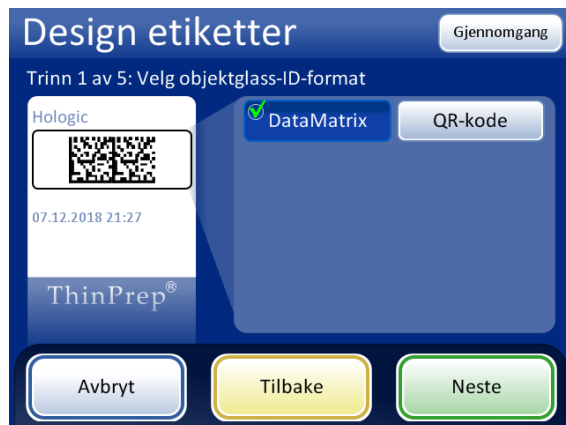 Design etiketter
Gjennomgang
Trinn 1 av 5: Velg objektglass-ID-format
Hologic
DataMatrix
QR-kode
07.12.2018 21:27
ThinPrep®
Avbryt
Tilbake
Neste